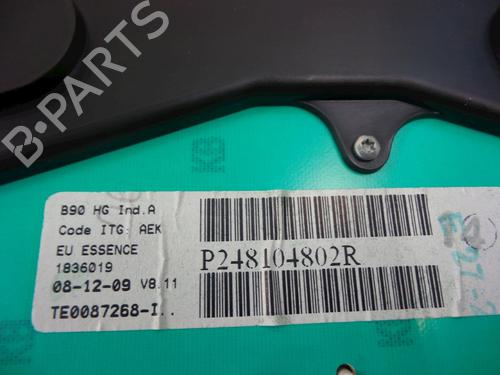 B-PARTS
B90 HG Ind.A
Code ITG: AEK
EU ESSENCE
1836019
08-12-09 V8.11
TE0087268-I..
P248104802R